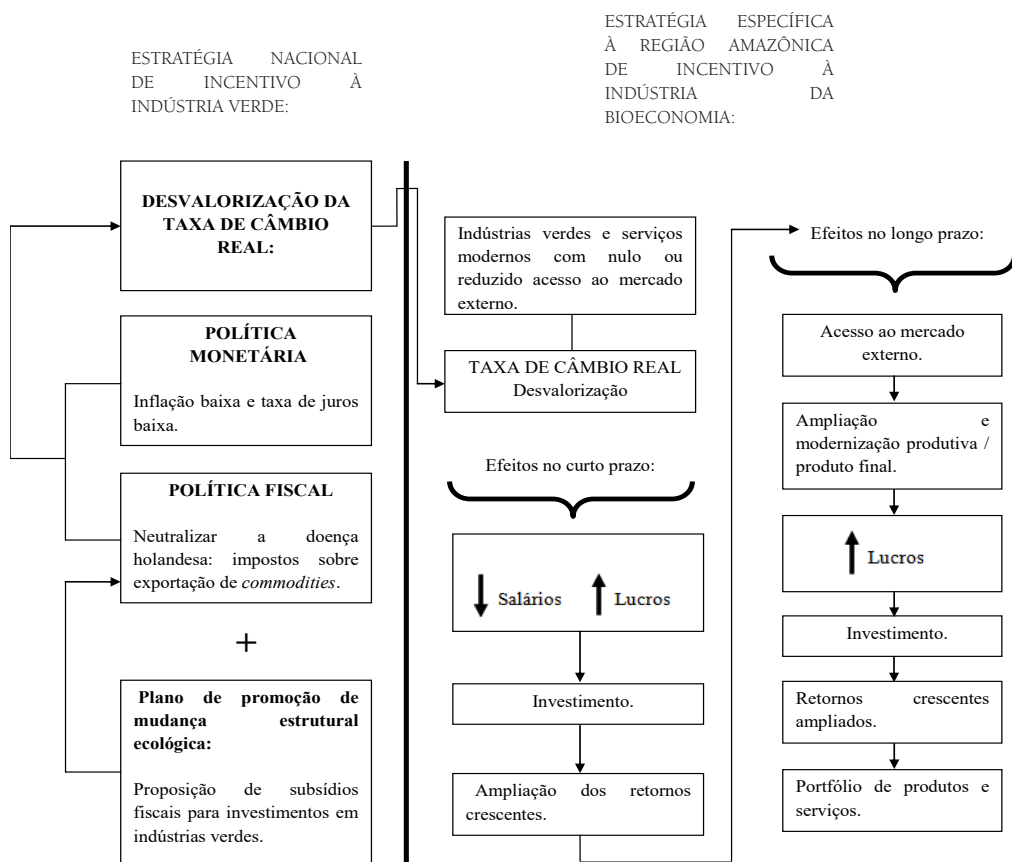 ESTRATÉGIA NACIONAL
DE INCENTIVO À
INDÚSTRIA VERDE:
DESVALORIZAÇÃO DA
TAXA DE CÂMBIO
REAL:
POLÍTICA
MONETÁRIA
Inflação baixa e taxa de juros
baixa.
POLÍTICA FISCAL
Neutralizar a doença
holandesa: impostos sobre
exportação de commodities.
+
Plano de promoção de
mudança estrutural
ecológica:
Proposição de subsídios
fiscais para investimentos em
indústrias verdes.
ESTRATÉGIA ESPECÍFICA
À REGIÃO AMAZÔNICA
DE INCENTIVO À
INDÚSTRIA DA
BIOECONOMIA:
Indústrias verdes e serviços
modernos com nulo ou
reduzido acesso ao mercado
externo.
TAXA DE CÂMBIO REAL
Desvalorização
Efeitos no curto prazo:
Salários Lucros
Investimento.
Ampliação dos retornos
crescentes.
Efeitos no longo prazo:
Acesso ao mercado
externo.
Ampliação e
modernização produtiva /
produto final.
Lucros
Investimento.
Retornos crescentes
ampliados.
Portfólio de produtos e
serviços.